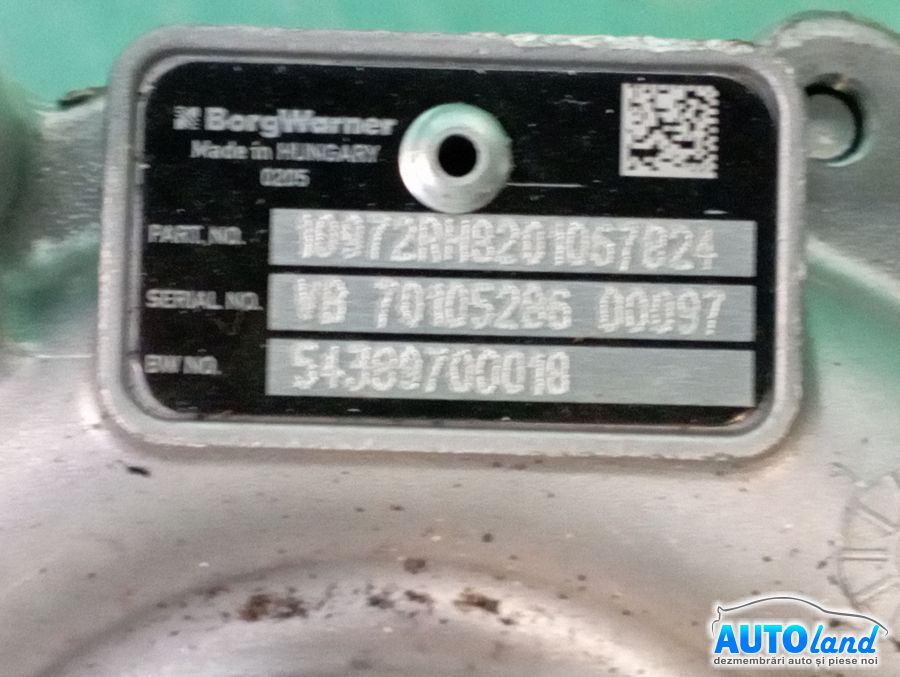 BorgWarner
Made in HUNGARY
0205
PART. NO. 10972RH8201067824
SERIAL NO. VB 70105286 00097
BW NO. 54389700018
AUTOland
dezmembrări auto și piese noi